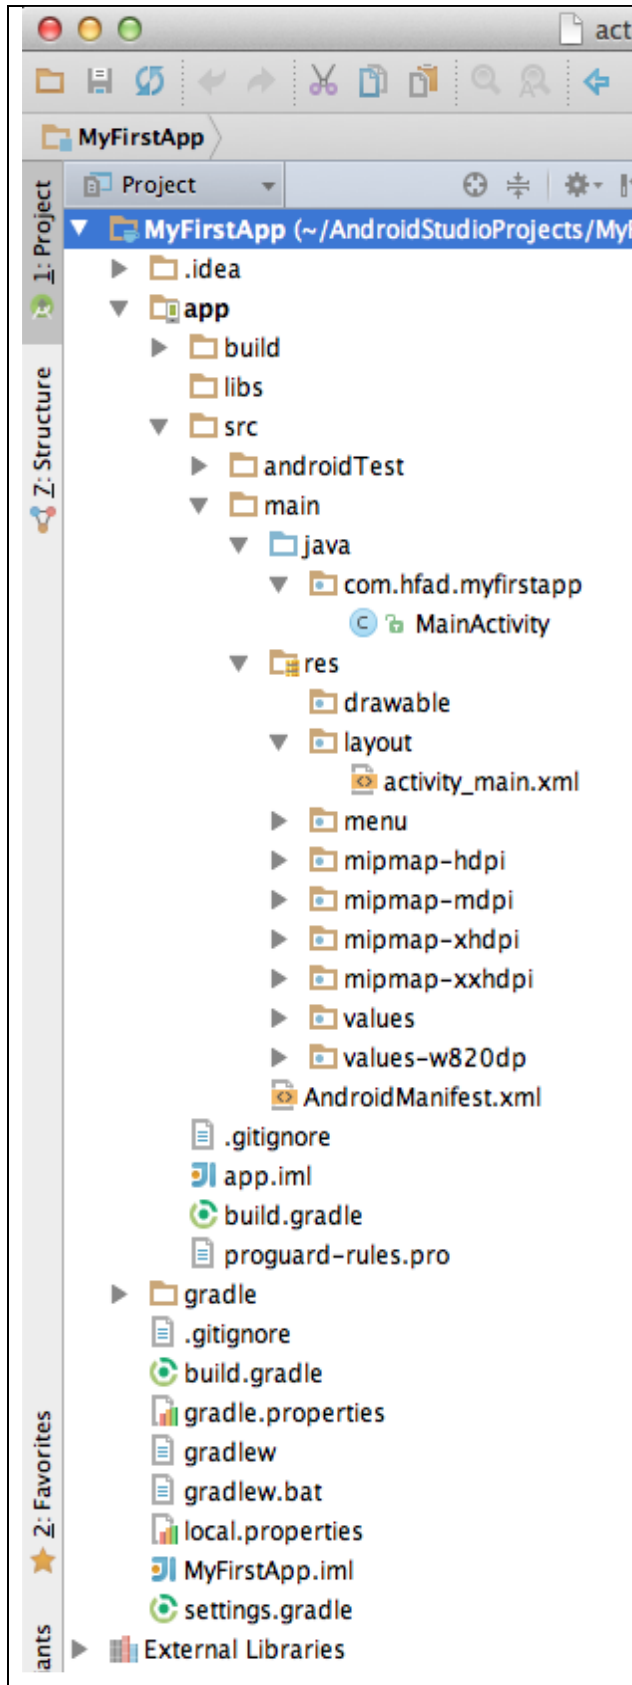 act
MyFirstApp
Project
1: Project
MyFirstApp (~/AndroidStudioProjects/MyF
.idea
app
build
libs
7: Structure
src
androidTest
main
java
com.hfad.myfirstapp
C MainActivity
res
drawable
layout
<> activity_main.xml
menu
mipmap-hdpi
mipmap-mdpi
mipmap-xhdpi
mipmap-xxhdpi
values
values-w820dp
<> AndroidManifest.xml
.gitignore
app.iml
build.gradle
proguard-rules.pro
gradle
.gitignore
build.gradle
gradle.properties
gradlew
gradlew.bat
2: Favorites
local.properties
MyFirstApp.iml
settings.gradle
External Libraries
iants